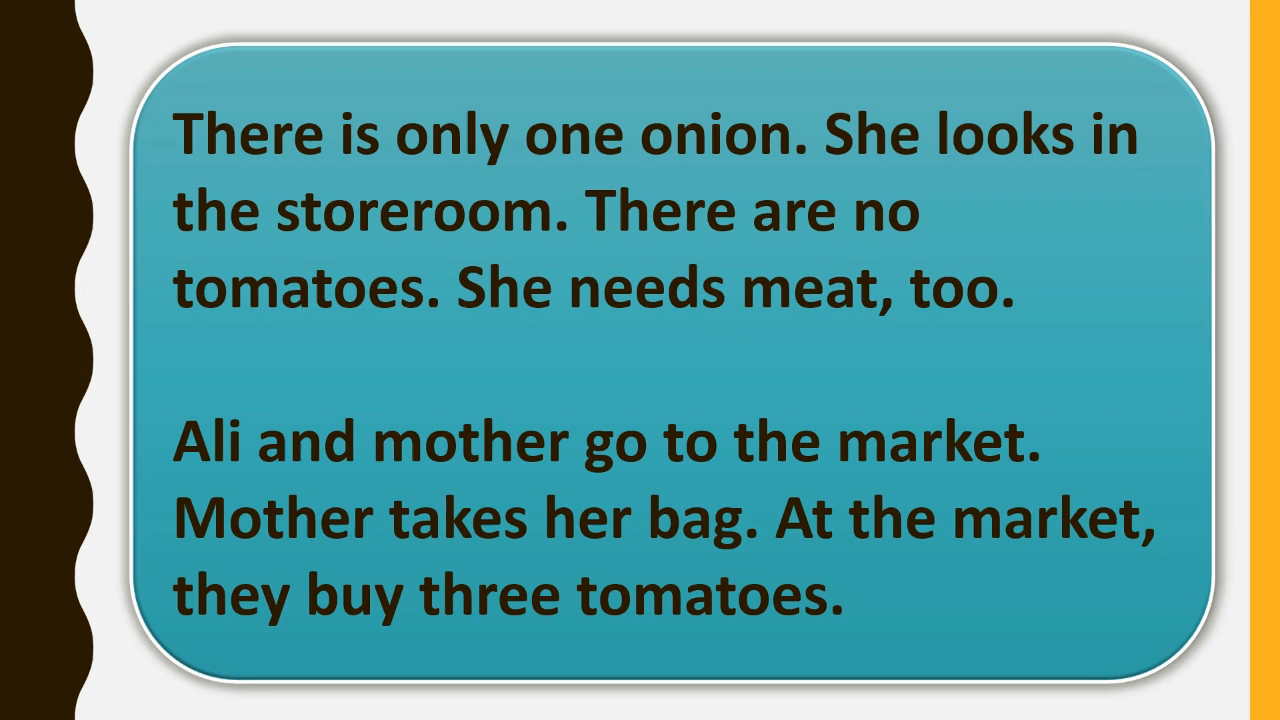 There is only one onion. She looks in
the storeroom. There are no
tomatoes. She needs meat, too.
Ali and mother go to the market.
Mother takes her bag. At the market,
they buy three tomatoes.